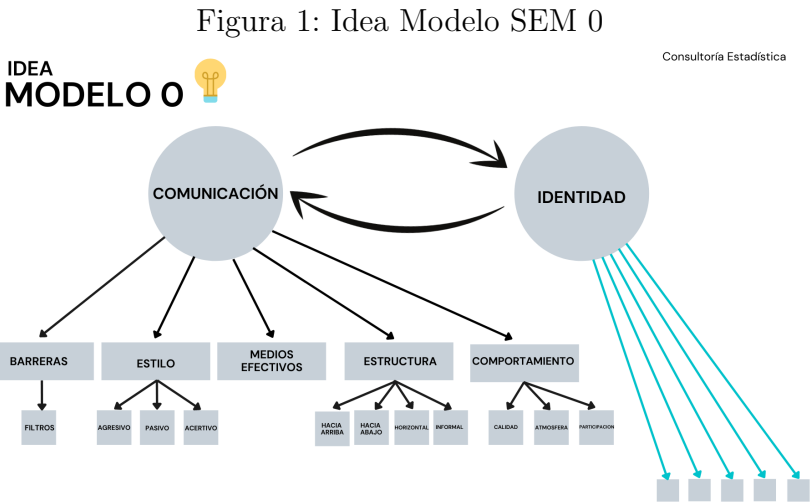 Figura 1: Idea Modelo SEM 0
Consultoría Estadística
IDEA
MODELO 0
COMUNICACIÓN
IDENTIDAD
BARRERAS
ESTILO
MEDIOS
EFECTIVOS
ESTRUCTURA
COMPORTAMIENTO
FILTROS
AGRESIVO
PASIVO
ACERTIVO
HACIA
ARRIBA
HACIA
ABAJO
HORIZONTAL
INFORMAL
CALIDAD
ATMOSFERA
PARTICIPACION